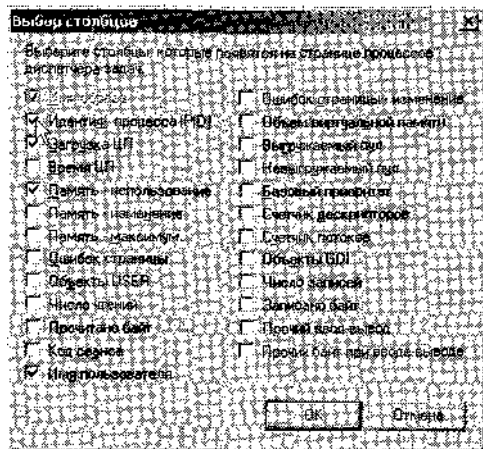 Выбор столбцов
Выберите столбцы, которые появятся на странице процессов
диспетчера задач.
Имя образа
Идентиф. процесса (PID)
Загрузка ЦП
Время ЦП
Память - использование
Память - изменение
Память - максимум
Ошибок страницы
Объекты USER
Число чтений
Прочитано байт
Код сеанса
Имя пользователя
Ошибок страницы - изменение
Объем виртуальной памяти
Выгружаемый пул
Невыгружаемый пул
Базовый приоритет
Счетчик дескрипторов
Счетчик потоков
Объекты GDI
Число записей
Записано байт
Прочий ввод-вывод
Прочих байт при вводе-выводе
ОК
Отмена